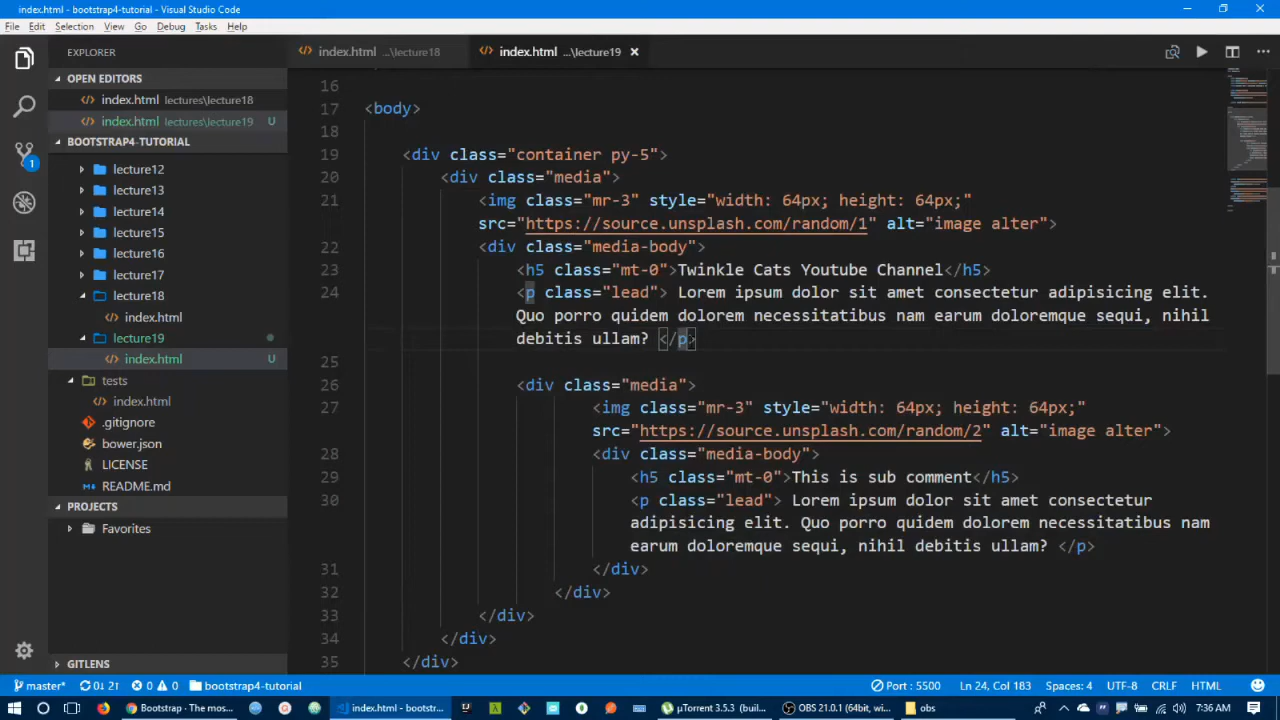 index.html - bootstrap4-tutorial - Visual Studio Code
File Edit Selection View Go Debug Tasks Help
EXPLORER
OPEN EDITORS
index.html lectures\lecture18
index.html lectures\lecture19 U
BOOTSTRAP4-TUTORIAL
lecture12
lecture13
lecture14
lecture15
lecture16
lecture17
lecture18
index.html
lecture19
index.html U
tests
index.html
.gitignore
bower.json
LICENSE
README.md
PROJECTS
Favorites
GITLENS
1
index.html ...\lecture18
index.html ...\lecture19
16
17 <body>
18
19 <div class="container py-5">
20 <div class="media">
21 <img class="mr-3" style="width: 64px; height: 64px;"
src="https://source.unsplash.com/random/1" alt="image alter">
22 <div class="media-body">
23 <h5 class="mt-0">Twinkle Cats Youtube Channel</h5>
24 <p class="lead"> Lorem ipsum dolor sit amet consectetur adipisicing elit.
Quo porro quidem dolorem necessitatibus nam earum doloremque sequi, nihil
debitis ullam? </p>
25
26 <div class="media">
27 <img class="mr-3" style="width: 64px; height: 64px;"
src="https://source.unsplash.com/random/2" alt="image alter">
28 <div class="media-body">
29 <h5 class="mt-0">This is sub comment</h5>
30 <p class="lead"> Lorem ipsum dolor sit amet consectetur
adipisicing elit. Quo porro quidem dolorem necessitatibus nam
earum doloremque sequi, nihil debitis ullam? </p>
31 </div>
32 </div>
33 </div>
34 </div>
35 </div>
master* 0↓ 2↑ 0 0 bootstrap4-tutorial Port : 5500 Ln 24, Col 183 Spaces: 4 UTF-8 CRLF HTML
Bootstrap · The mos... index.html - bootstr... µTorrent 3.5.3 (buil... OBS 21.0.1 (64bit, wi... obs 7:36 AM